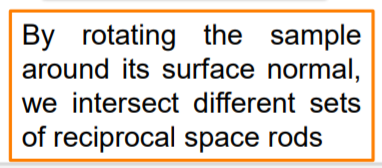 By rotating the sample
around its surface normal,
we intersect different sets
of reciprocal space rods